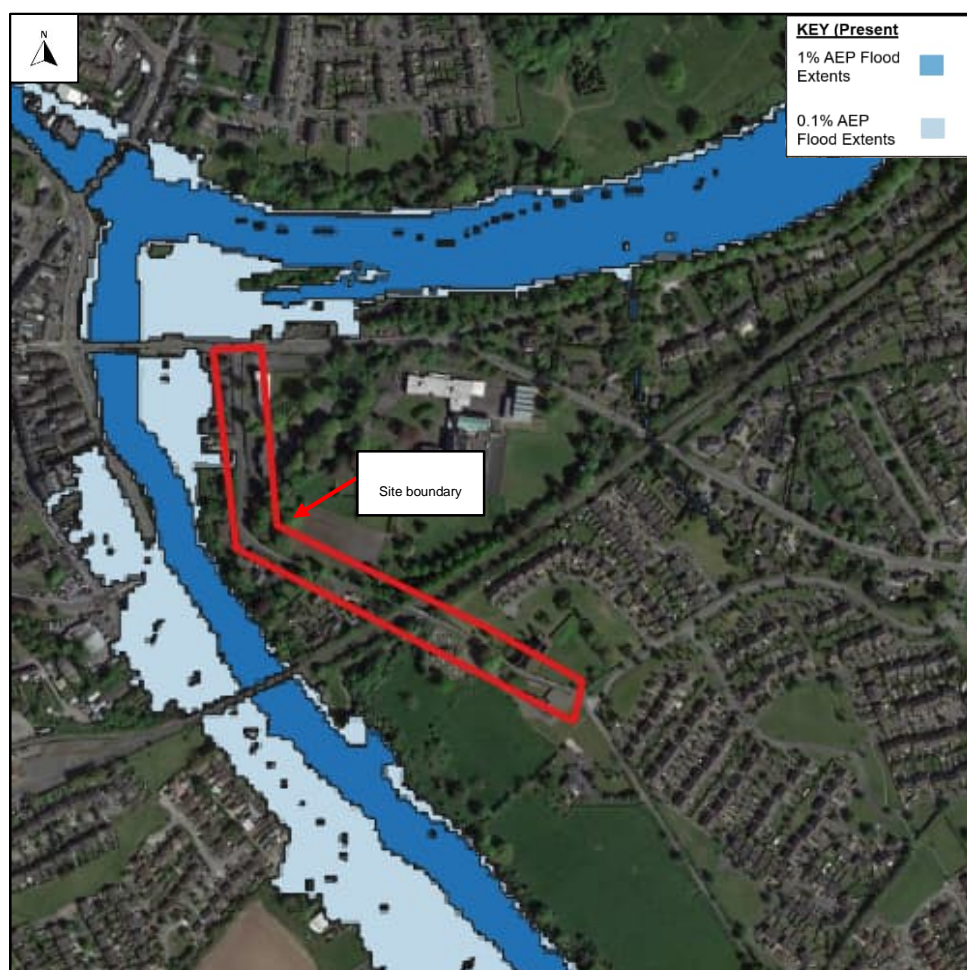 N
KEY (Present
1% AEP Flood
Extents
0.1% AEP
Flood Extents
Site boundary